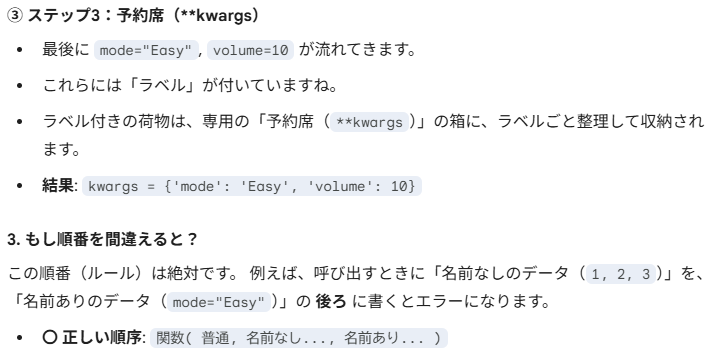 ③ ステップ3：予約席（**kwargs）
• 最後に mode="Easy", volume=10 が流れてきます。
• これらには「ラベル」が付いていますね。
• ラベル付きの荷物は、専用の「予約席（**kwargs）」の箱に、ラベルごと整理して収納され
ます。
• 結果: kwargs = {'mode': 'Easy', 'volume': 10}
3. もし順番を間違えると？
この順番（ルール）は絶対です。 例えば、呼び出すときに「名前なしのデータ（1, 2, 3）」を、
「名前ありのデータ（mode="Easy"）」の 後ろ に書くとエラーになります。
• 〇 正しい順序: 関数( 普通, 名前なし..., 名前あり... )